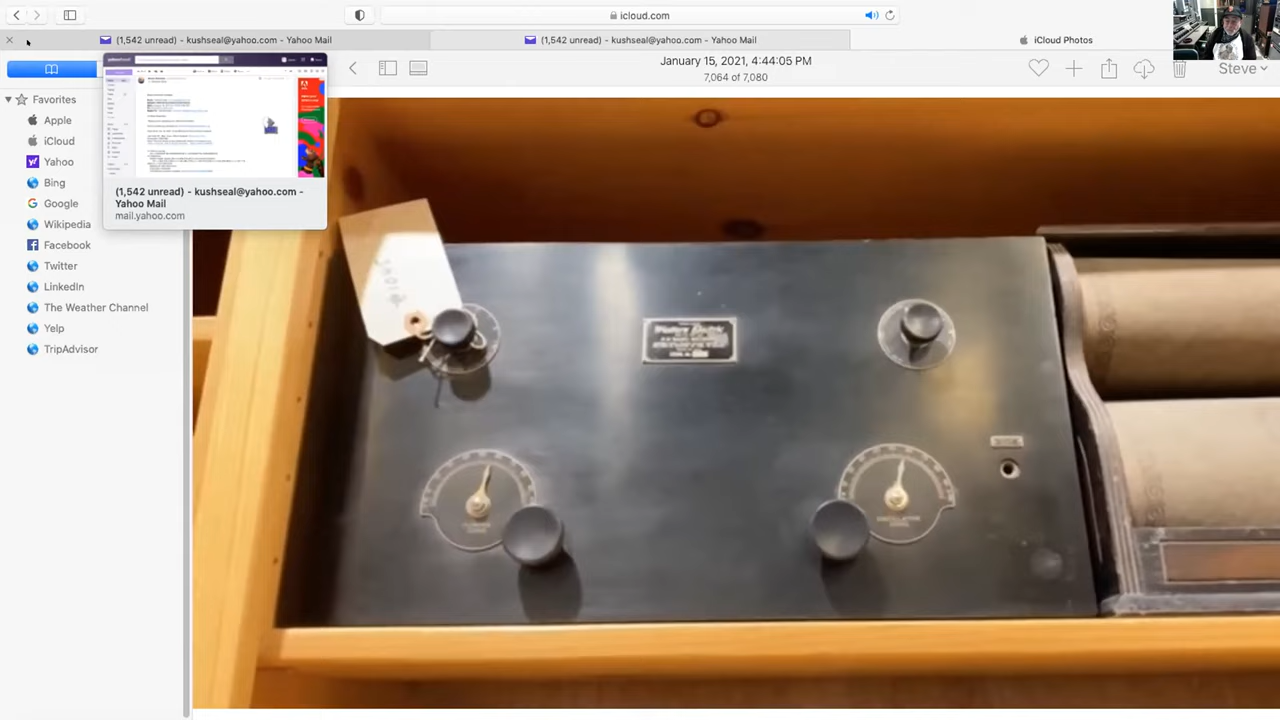 icloud.com
(1,542 unread) - kushseal@yahoo.com - Yahoo Mail
(1,542 unread) - kushseal@yahoo.com - Yahoo Mail
iCloud Photos
January 15, 2021, 4:44:05 PM
7,064 of 7,080
Steve
Favorites
Apple
iCloud
Yahoo
Bing
Google
Wikipedia
Facebook
Twitter
LinkedIn
The Weather Channel
Yelp
TripAdvisor
(1,542 unread) - kushseal@yahoo.com -
Yahoo Mail
mail.yahoo.com
Western Electric